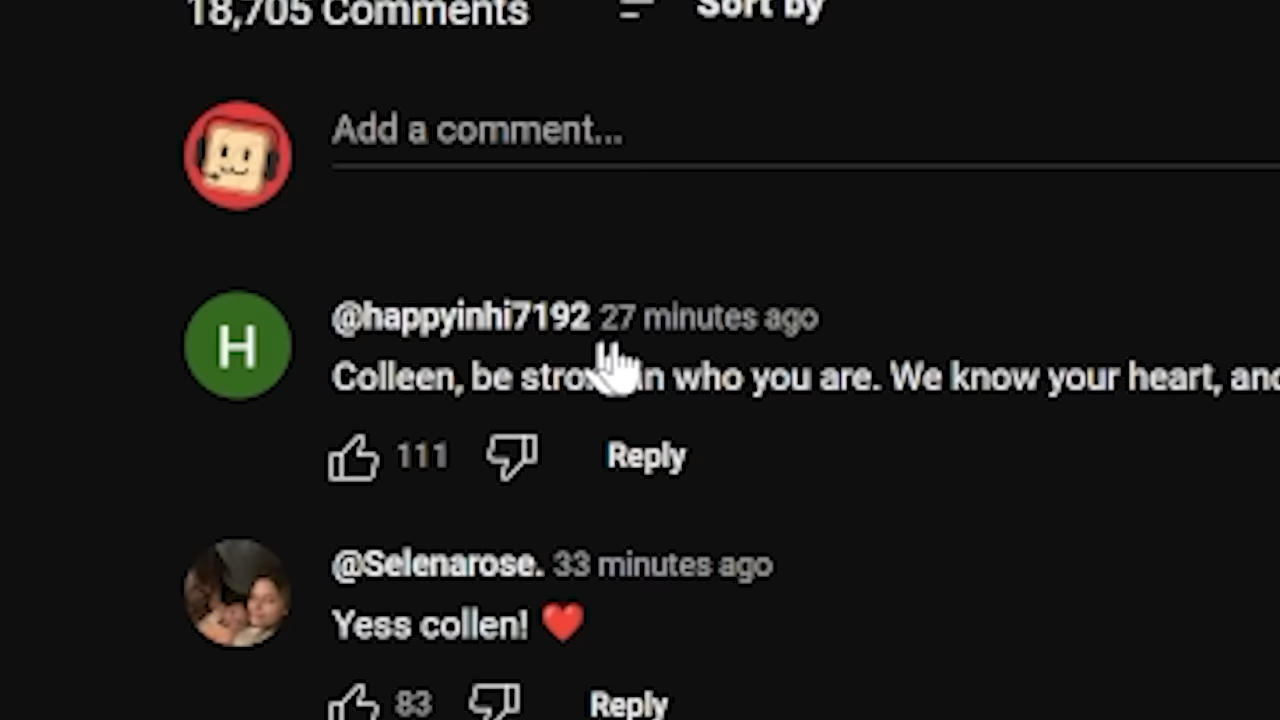 18,705 Comments Sort by
Add a comment...
H
@happyinhi7192 27 minutes ago
Colleen, be in who you are. We know your heart, and
111 Reply
@Selenarose. 33 minutes ago
Yess collen! ❤️
83 Reply